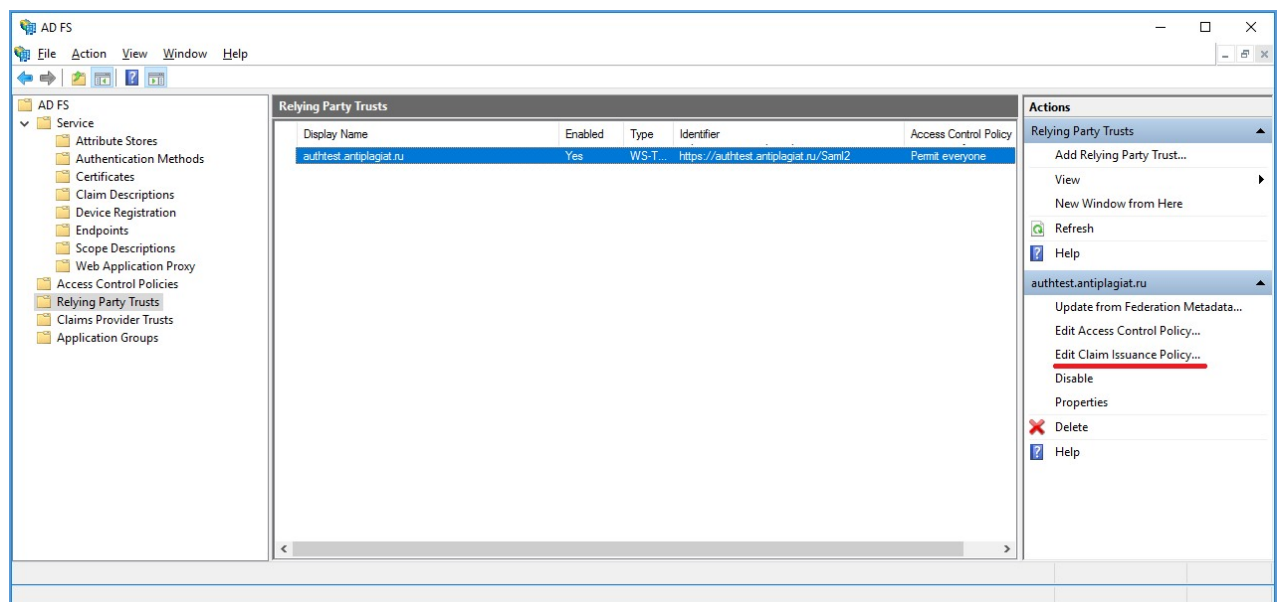 AD FS
File Action View Window Help
AD FS
Service
Attribute Stores
Authentication Methods
Certificates
Claim Descriptions
Device Registration
Endpoints
Scope Descriptions
Web Application Proxy
Access Control Policies
Relying Party Trusts
Claims Provider Trusts
Application Groups
Relying Party Trusts
Display Name Enabled Type Identifier Access Control Policy
authtest.antiplagiat.ru Yes WS-T... https://authtest.antiplagiat.ru/Saml2 Permit everyone
Actions
Relying Party Trusts
Add Relying Party Trust...
View
New Window from Here
Refresh
Help
authtest.antiplagiat.ru
Update from Federation Metadata...
Edit Access Control Policy...
Edit Claim Issuance Policy...
Disable
Properties
Delete
Help